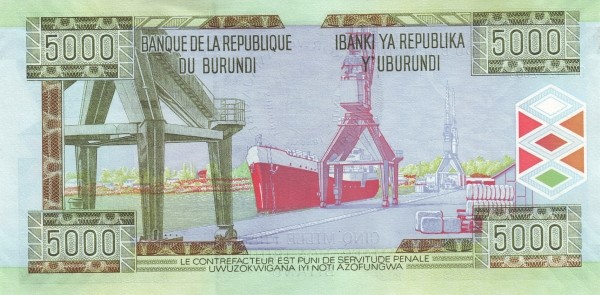 5000
BANQUE DE LA REPUBLIQUE
DU BURUNDI
IBANKI YA REPUBLIKA
Y'UBURUNDI
5000
5000
5000
LE CONTREFACTEUR EST PUNI DE SERVITUDE PENALE
UWUZOKWIGANA IYI NOTI AZOFUNGWA